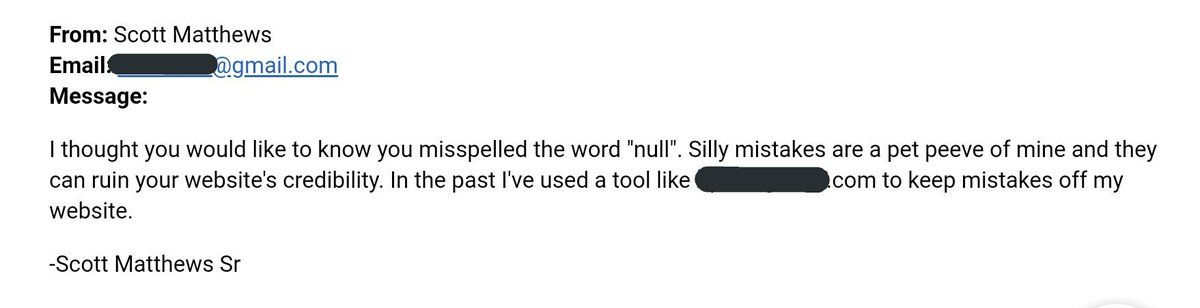 From: Scott Matthews
Email: @gmail.com
Message:
I thought you would like to know you misspelled the word "null". Silly mistakes are a pet peeve of mine and they
can ruin your website's credibility. In the past I've used a tool like .com to keep mistakes off my
website.
-Scott Matthews Sr